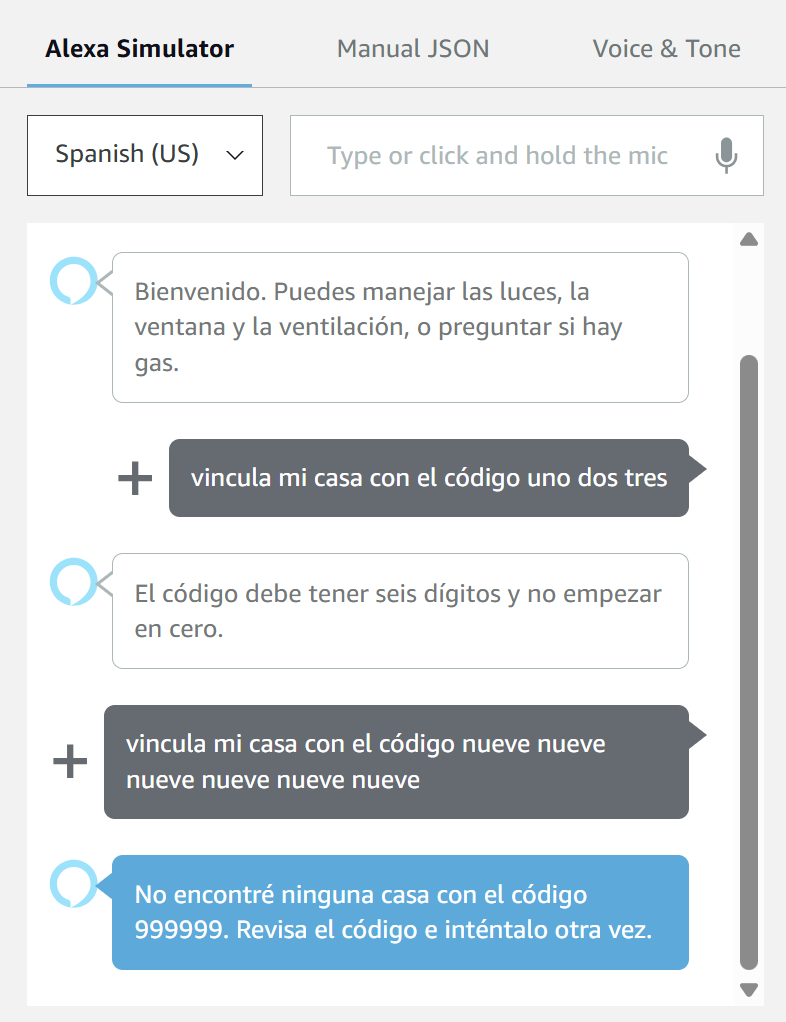 Alexa Simulator
Manual JSON
Voice & Tone
Spanish (US)
Type or click and hold the mic
Bienvenido. Puedes manejar las luces, la
ventana y la ventilación, o preguntar si hay
gas.
vincula mi casa con el código uno dos tres
El código debe tener seis dígitos y no empezar
en cero.
vincula mi casa con el código nueve nueve
nueve nueve nueve nueve
No encontré ninguna casa con el código
999999. Revisa el código e inténtalo otra vez.